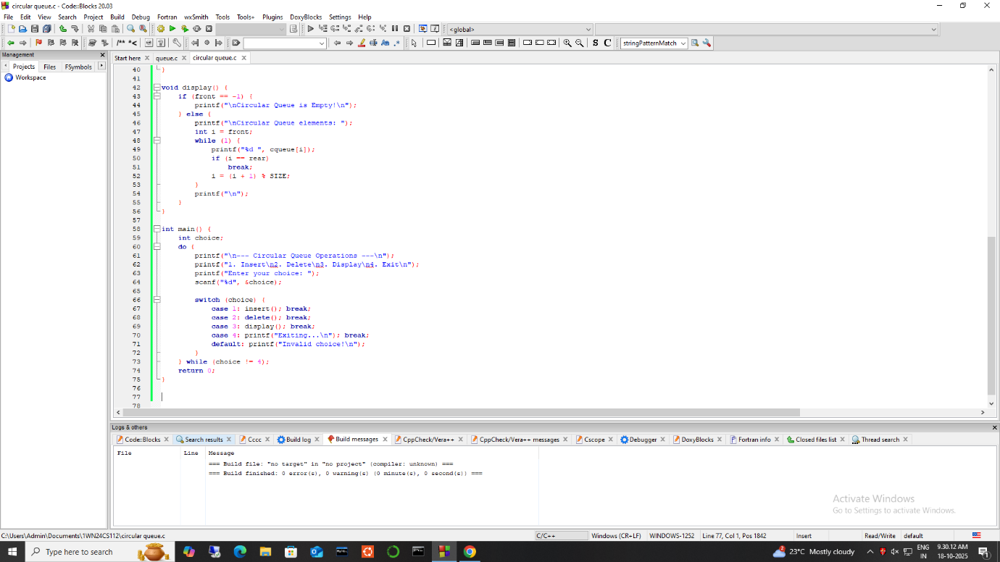 circular queue.c - Code::Blocks 20.03
File Edit View Search Project Build Debug Fortran wxSmith Tools Tools+ Plugins DoxyBlocks Settings Help
<global>
/** *<
stringPatternMatch
S C
Management
Projects Files FSymbols
Workspace
Start here queue.c circular queue.c
40 }
41
42 void display() {
43 if (front == -1) {
44 printf("\nCircular Queue is Empty!\n");
45 } else {
46 printf("\nCircular Queue elements: ");
47 int i = front;
48 while (1) {
49 printf("%d ", cqueue[i]);
50 if (i == rear)
51 break;
52 i = (i + 1) % SIZE;
53 }
54 printf("\n");
55 }
56 }
57
58 int main() {
59 int choice;
60 do {
61 printf("\n--- Circular Queue Operations ---\n");
62 printf("1. Insert\n2. Delete\n3. Display\n4. Exit\n");
63 printf("Enter your choice: ");
64 scanf("%d", &choice);
65
66 switch (choice) {
67 case 1: insert(); break;
68 case 2: delete(); break;
69 case 3: display(); break;
70 case 4: printf("Exiting...\n"); break;
71 default: printf("Invalid choice!\n");
72 }
73 } while (choice != 4);
74 return 0;
75 }
76
77
78
Logs & others
Code::Blocks Search results Cccc Build log Build messages CppCheck/Vera++ CppCheck/Vera++ messages Cscope Debugger DoxyBlocks Fortran info Closed files list Thread search
File Line Message
=== Build file: "no target" in "no project" (compiler: unknown) ===
=== Build finished: 0 error(s), 0 warning(s) (0 minute(s), 0 second(s)) ===
Activate Windows
Go to Settings to activate Windows.
C:\Users\Admin\Documents\1WN24CS112\circular queue.c C/C++ Windows (CR+LF) WINDOWS-1252 Line 77, Col 1, Pos 1842 Insert Read/Write default
Type here to search
23°C Mostly cloudy
ENG
IN
9.30.12 AM
18-10-2025
1